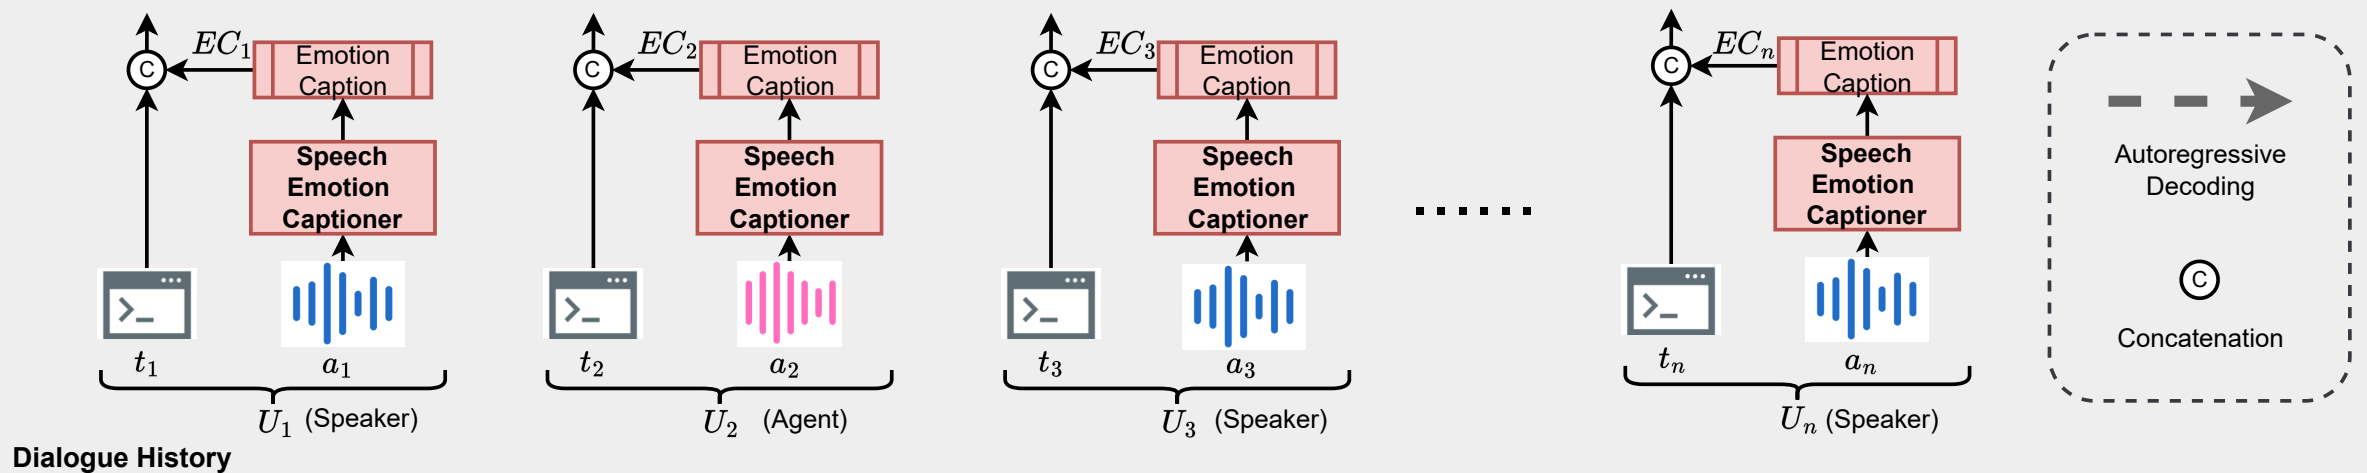 C
EC₁
Emotion
Caption
Speech
Emotion
Captioner
>_
t₁
a₁
U₁ (Speaker)
C
EC₂
Emotion
Caption
Speech
Emotion
Captioner
>_
t₂
a₂
U₂ (Agent)
C
EC₃
Emotion
Caption
Speech
Emotion
Captioner
>_
t₃
a₃
U₃ (Speaker)
......
C
ECₙ
Emotion
Caption
Speech
Emotion
Captioner
>_
tₙ
aₙ
Uₙ (Speaker)
Autoregressive
Decoding
C
Concatenation
Dialogue History